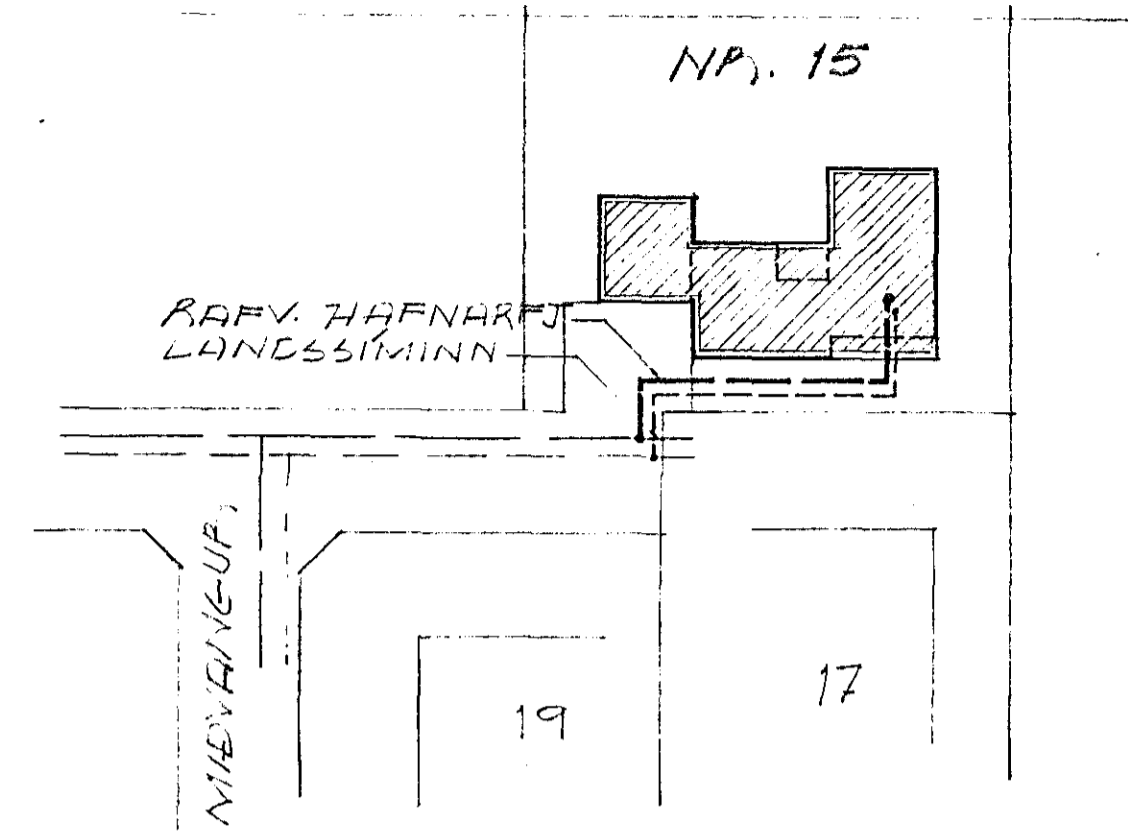 NR. 15
RAFV. HAFNARFJ
LANDSSÍMINN
MIÐVANGUR,
19
17